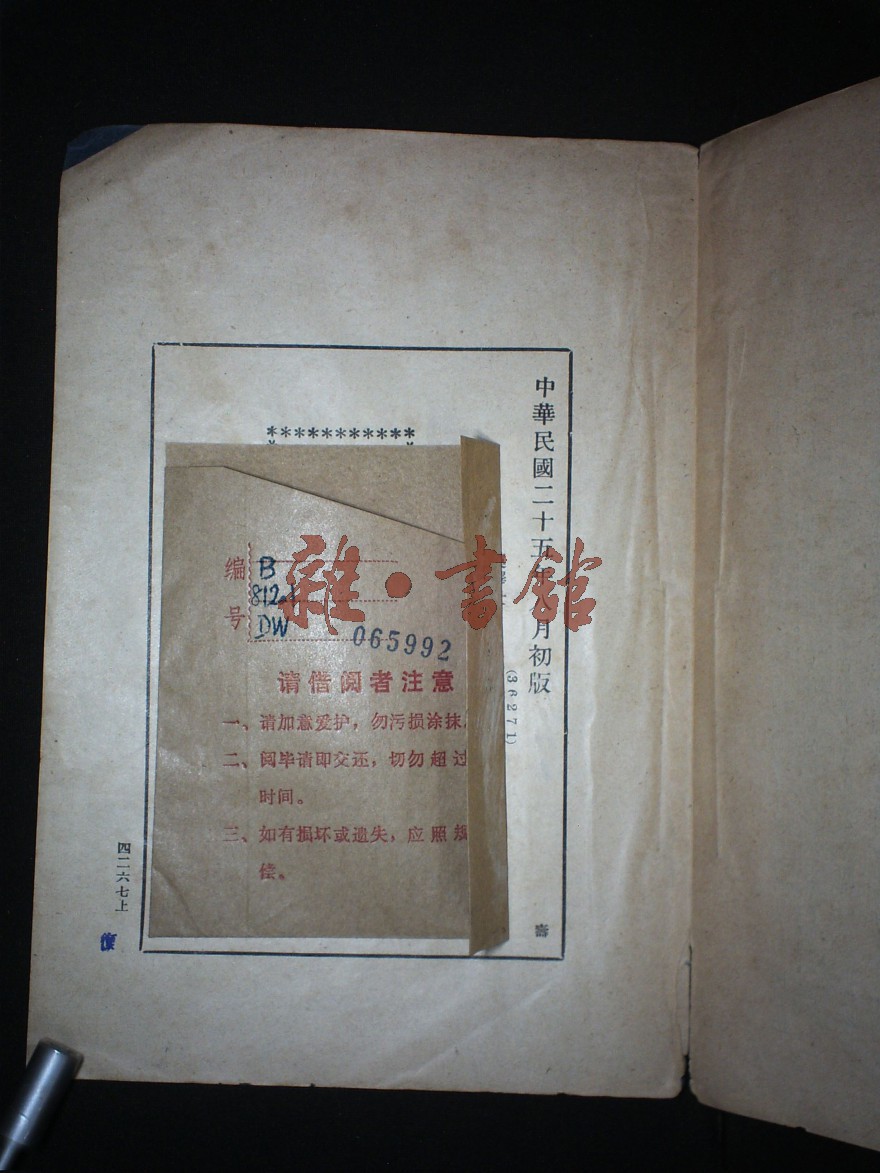 中華民國二十五年 月初版
(36271)
**********
雜·書館
编号
B
812.1
DW
065992
请借阅者注意
一、请加意爱护，勿污损涂抹
二、阅毕请即交还，切勿超过
时间。
三、如有损坏或遗失，应照规
偿。
四二六七上